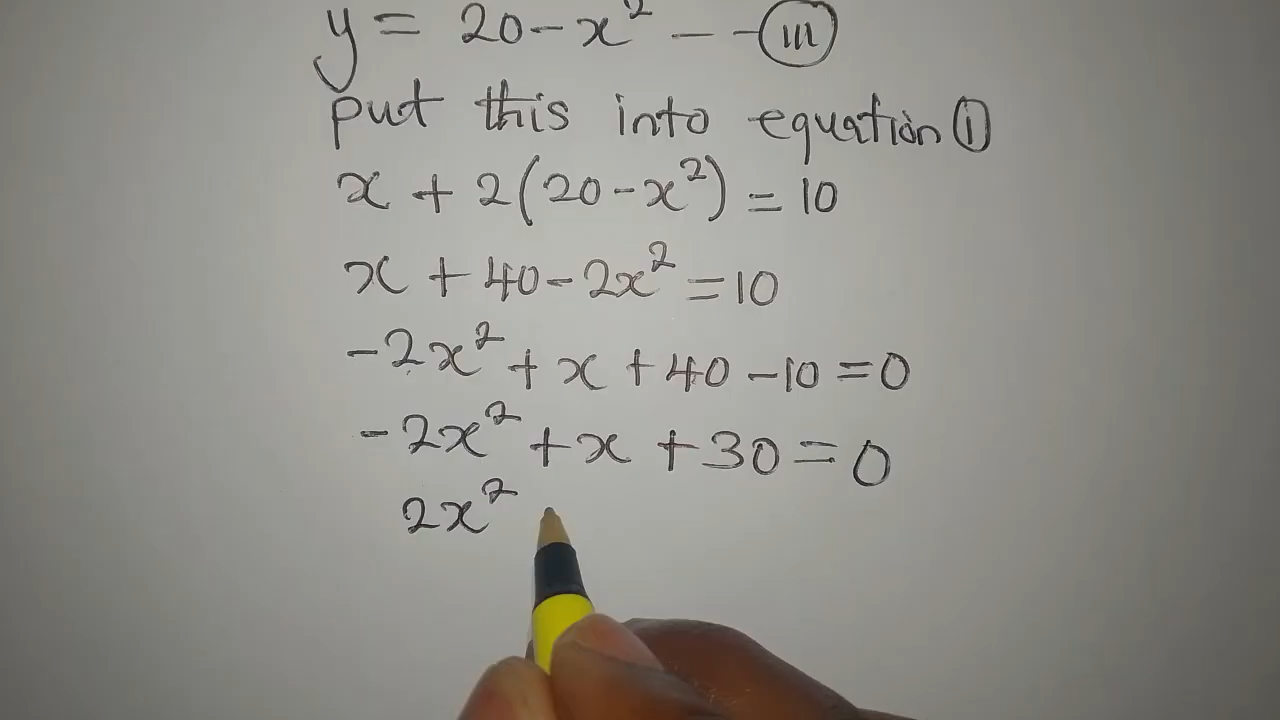 y = 20 - x² - - (iii)
put this into equation (i)
x + 2(20 - x²) = 10
x + 40 - 2x² = 10
-2x² + x + 40 - 10 = 0
-2x² + x + 30 = 0
2x²